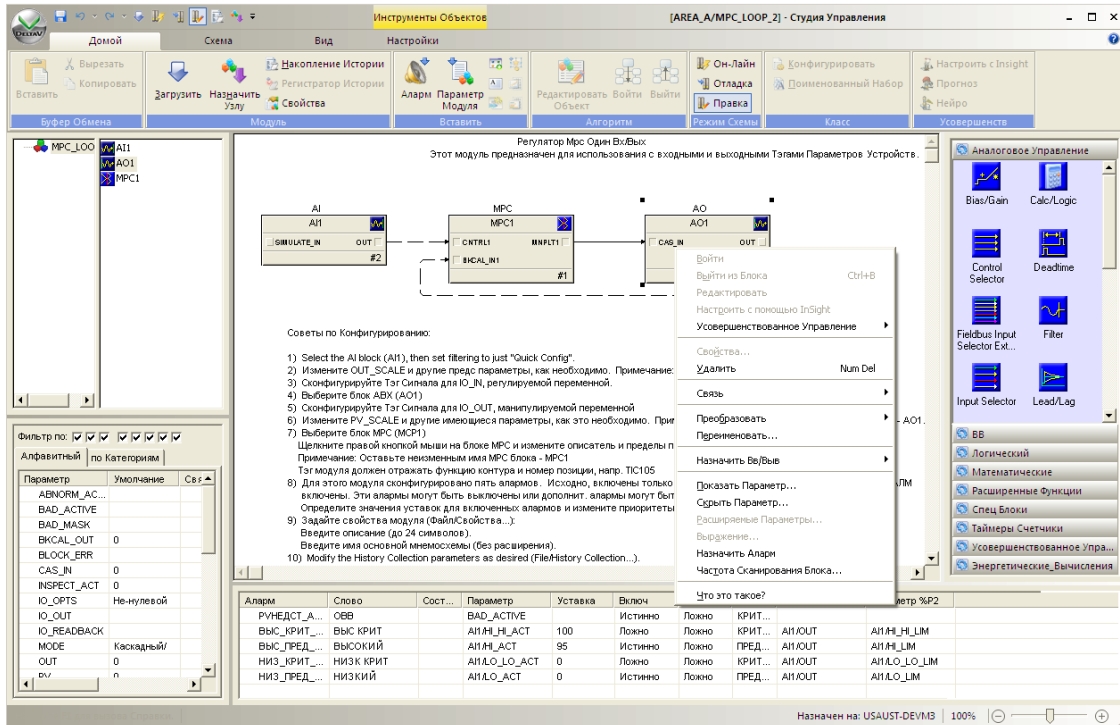 Инструменты Объектов
[AREA_A/MPC_LOOP_2] - Студия Управления
DELTAV
Домой
Схема
Вид
Настройки
Вставить
Вырезать
Копировать
Буфер Обмена
Загрузить
Назначить Узлу
Накопление Истории
Регистратор Истории
Свойства
Модуль
Аларм
Параметр Модуля
Вставить
Редактировать Объект
Войти
Выйти
Алгоритм
Он-Лайн
Отладка
Правка
Режим Схемы
Конфигурировать
Поименованный Набор
Класс
Настроить с Insight
Прогноз
Нейро
Усовершенств
MPC_LOO
AI1
AO1
MPC1
Регулятор Мрс Один Вх/Вых
Этот модуль предназначен для использования с входными и выходными Тэгами Параметров Устройств.
AI
AI1
SIMULATE_IN
OUT
#2
MPC
MPC1
CNTRL1
MNPLT1
BKCAL_IN1
#1
AO
AO1
CAS_IN
OUT
Советы по Конфигурированию:
1) Select the AI block (AI1), then set filtering to just "Quick Config".
2) Измените OUT_SCALE и другие предс параметры, как необходимо. Примечание:
3) Сконфигурируйте Тэг Сигнала для IO_IN, регулируемой переменной.
4) Выберите блок АВХ (AO1)
5) Сконфигурируйте Тэг Сигнала для IO_OUT, манипулируемой переменной
6) Измените PV_SCALE и другие имеющиеся параметры, как это необходимо. Прим
- AO1.
7) Выберите блок MPC (MCP1)
Щелкните правой кнопкой мыши на блоке MPC и измените описатель и пределы п
Примечание: Оставьте неизменным имя MPC блока - MPC1
Тэг модуля должен отражать функцию контура и номер позиции, напр. TIC105
8) Для этого модуля сконфигурировано пять алармов. Исходно, включены только
АЛМ
включены. Эти алармы могут быть выключены или дополнит. алармы могут быт
Определите значения уставок для включенных алармов и измените приоритеты
9) Задайте свойства модуля (Файл/Свойства...):
Введите описание (до 24 символов).
Введите имя основной мнемосхемы (без расширения).
10) Modify the History Collection parameters as desired (File/History Collection...).
Войти
Выйти из Блока Ctrl+B
Редактировать
Настроить с помощью InSight
Усовершенствованное Управление
Свойства...
Удалить Num Del
Связь
Преобразовать
Переименовать...
Назначить Вв/Выв
Показать Параметр...
Скрыть Параметр...
Расширяемые Параметры...
Выражение...
Назначить Аларм
Частота Сканирования Блока...
Что это такое?
Аналоговое Управление
Bias/Gain
Calc/Logic
Control Selector
Deadtime
Fieldbus Input Selector Ext...
Filter
Input Selector
Lead/Lag
ВВ
Логический
Математические
Расширенные Функции
Спец Блоки
Таймеры Счетчики
Усовершенствованное Упра...
Энергетические_Вычисления
Фильтр по:
Алфавитный
по Категориям
Параметр Умолчание Свя
ABNORM_AC...
BAD_ACTIVE
BAD_MASK
BKCAL_OUT 0
BLOCK_ERR
CAS_IN 0
INSPECT_ACT 0
IO_OPTS Не-нулевой
IO_OUT
IO_READBACK
MODE Каскадный/
OUT 0
PV 0
Аларм Слово Сост... Параметр Уставка Включ метр %P2
PVНЕДСТ_А... ОВВ BAD_ACTIVE Истинно Ложно КРИТ...
ВЫС_КРИТ_... ВЫС КРИТ AI1/HI_HI_ACT 100 Ложно Ложно КРИТ... AI1/OUT AI1/HI_HI_LIM
ВЫС_ПРЕД_... ВЫСОКИЙ AI1/HI_ACT 95 Истинно Ложно ПРЕД... AI1/OUT AI1/HI_LIM
НИЗ_КРИТ_... НИЗК КРИТ AI1/LO_LO_ACT 0 Ложно Ложно КРИТ... AI1/OUT AI1/LO_LO_LIM
НИЗ_ПРЕД_... НИЗКИЙ AI1/LO_ACT 0 Истинно Ложно ПРЕД... AI1/OUT AI1/LO_LIM
Назначен на: USAUST-DEVM3 100%